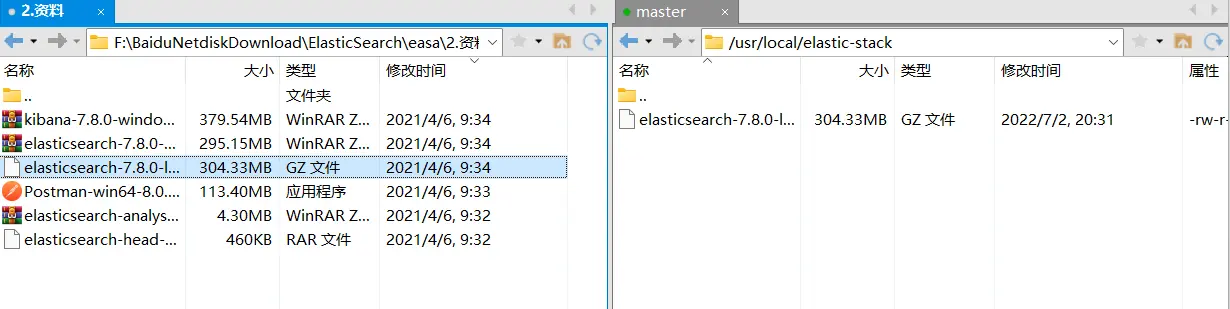 2.资料 ×
F:\BaiduNetdiskDownload\ElasticSearch\easa\2.资料
名称 大小 类型 修改时间
.. 文件夹
kibana-7.8.0-windo... 379.54MB WinRAR Z... 2021/4/6, 9:34
elasticsearch-7.8.0-... 295.15MB WinRAR Z... 2021/4/6, 9:34
elasticsearch-7.8.0-l... 304.33MB GZ 文件 2021/4/6, 9:34
Postman-win64-8.0.... 113.40MB 应用程序 2021/4/6, 9:33
elasticsearch-analys... 4.30MB WinRAR Z... 2021/4/6, 9:32
elasticsearch-head-... 460KB RAR 文件 2021/4/6, 9:32
master ×
/usr/local/elastic-stack
名称 大小 类型 修改时间 属性
..
elasticsearch-7.8.0-l... 304.33MB GZ 文件 2022/7/2, 20:31 -rw-r-